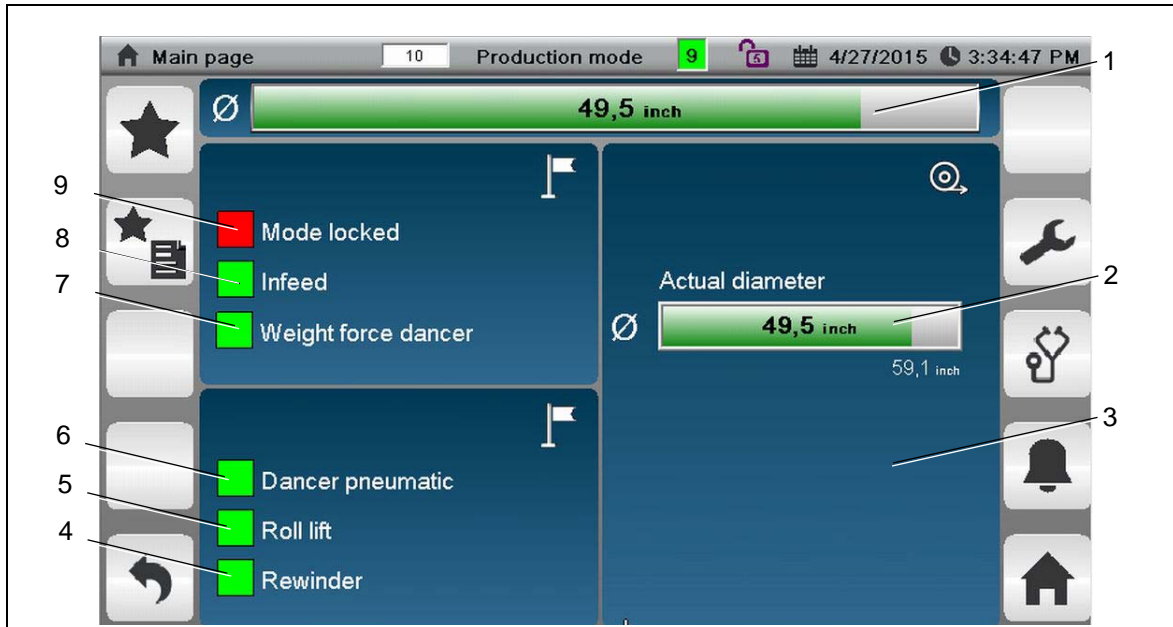 Main page 10 Production mode 9 5 4/27/2015 3:34:47 PM
1
Ø 49,5 inch
9
Mode locked
8
Infeed
7
Weight force dancer
Actual diameter
2
Ø 49,5 inch
59,1 inch
3
6
Dancer pneumatic
5
Roll lift
4
Rewinder